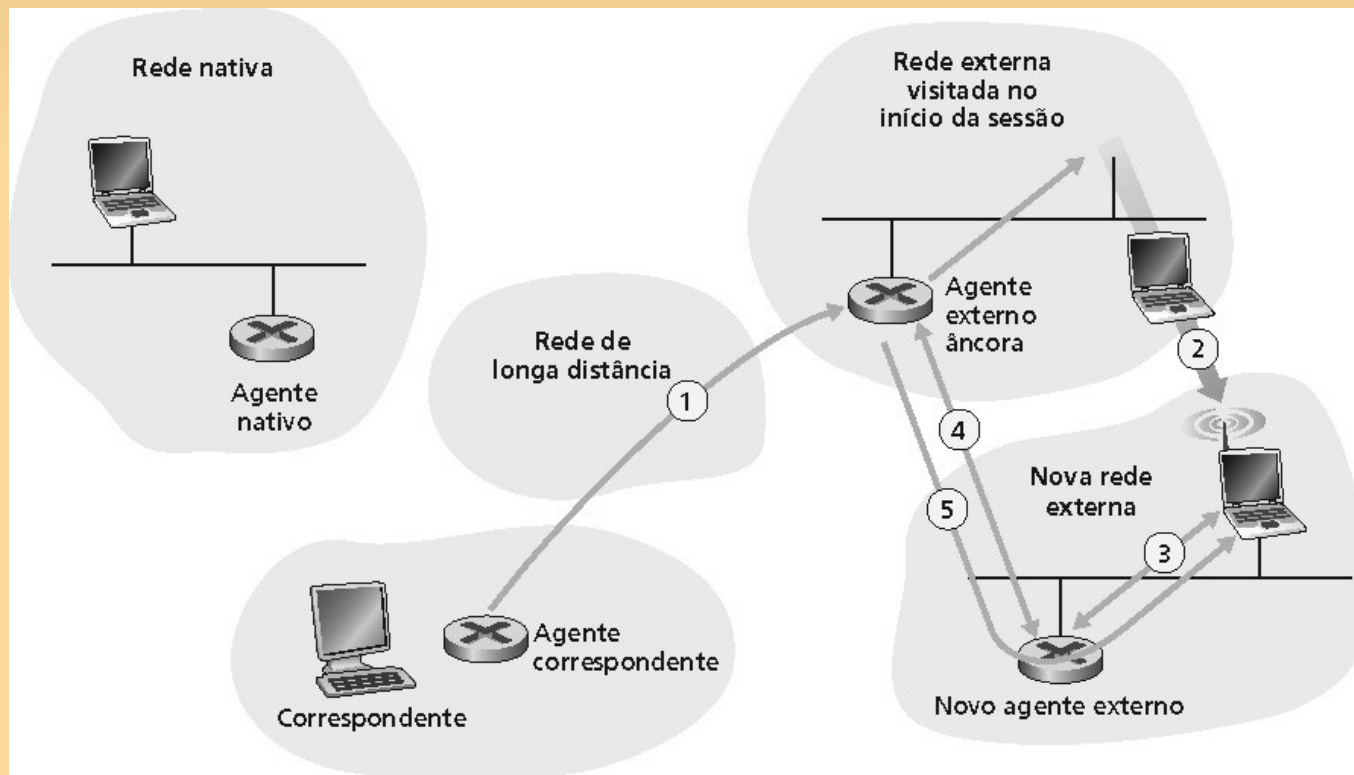 Rede nativa
Agente
nativo
Rede de
longa distância
1
Correspondente
Agente
correspondente
Rede externa
visitada no
início da sessão
Agente
externo
âncora
2
4
5
Nova rede
externa
3
Novo agente externo